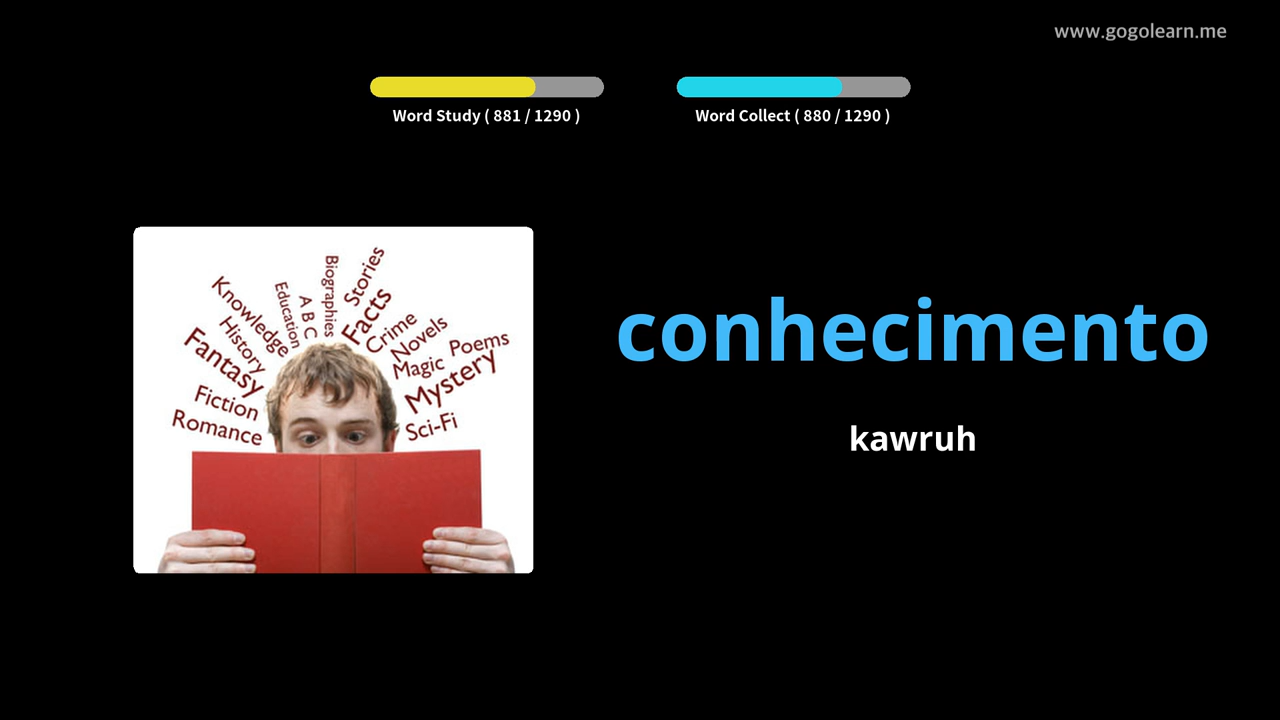 www.gogolearn.me
Word Study ( 881 / 1290 )
Word Collect ( 880 / 1290 )
Knowledge
Education
A B C
Biographies
Stories
Facts
Crime
Novels
Poems
History
Fantasy
Magic
Mystery
Fiction
Romance
Sci-Fi
conhecimento
kawruh